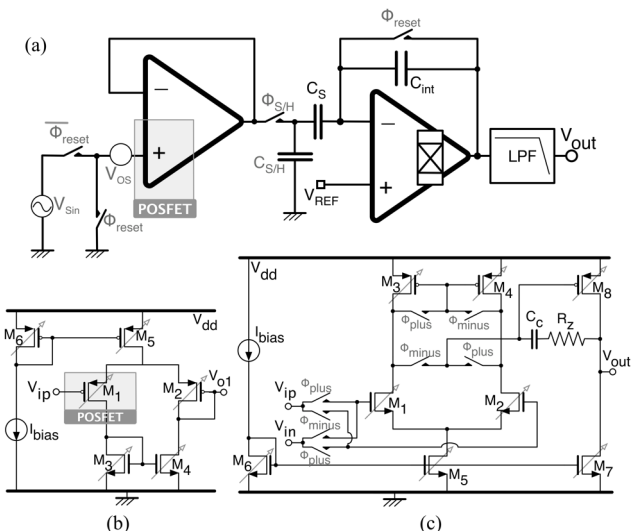 (a)
Φreset
Cint
ΦS/H
CS
Φreset
VSin
VOS
−
+
POSFET
Φreset
CS/H
VREF
−
+
LPF
Vout
(b)
Vdd
M6
M5
Ibias
Vip
M1
POSFET
M2
Vo1
M3
M4
(c)
Vdd
Ibias
M3
M4
M8
Φplus
Φminus
Cc
Rz
Φminus
Φplus
Vout
Vip
Φplus
Φminus
Vin
Φplus
M1
M2
M6
M5
M7